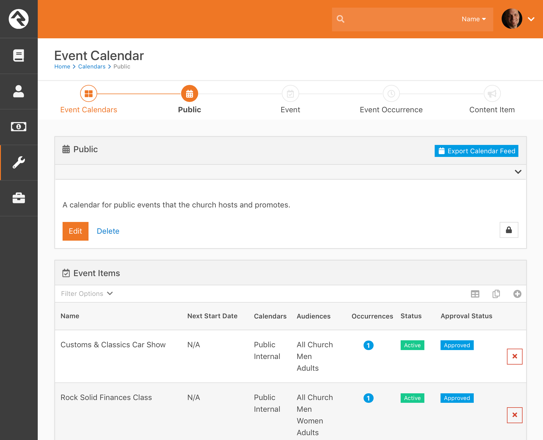 Name
Event Calendar
Home > Calendars > Public
Event Calendars
Public
Event
Event Occurrence
Content Item
Public
Export Calendar Feed
A calendar for public events that the church hosts and promotes.
Edit
Delete
Event Items
Filter Options
Name Next Start Date Calendars Audiences Occurrences Status Approval Status
Customs & Classics Car Show N/A Public All Church 1 Active Approved
Internal Men
Adults
Rock Solid Finances Class N/A Public All Church 1 Active Approved
Internal Men
Women
Adults